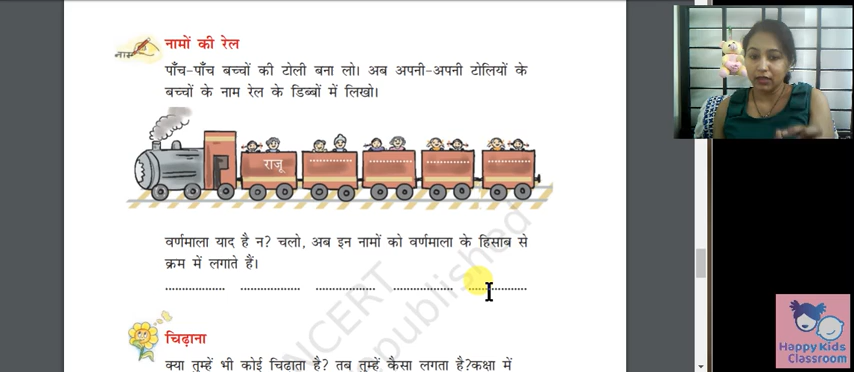 नाम
नामों की रेल
पाँच-पाँच बच्चों की टोली बना लो। अब अपनी-अपनी टोलियों के
बच्चों के नाम रेल के डिब्बों में लिखो।
राजू
वर्णमाला याद है न? चलो, अब इन नामों को वर्णमाला के हिसाब से
क्रम में लगाते हैं।
चिढ़ाना
क्या तुम्हें भी कोई चिढाता है? तब तुम्हें कैसा लगता है?कक्षा में
NCERT
published
Happy Kids
Classroom